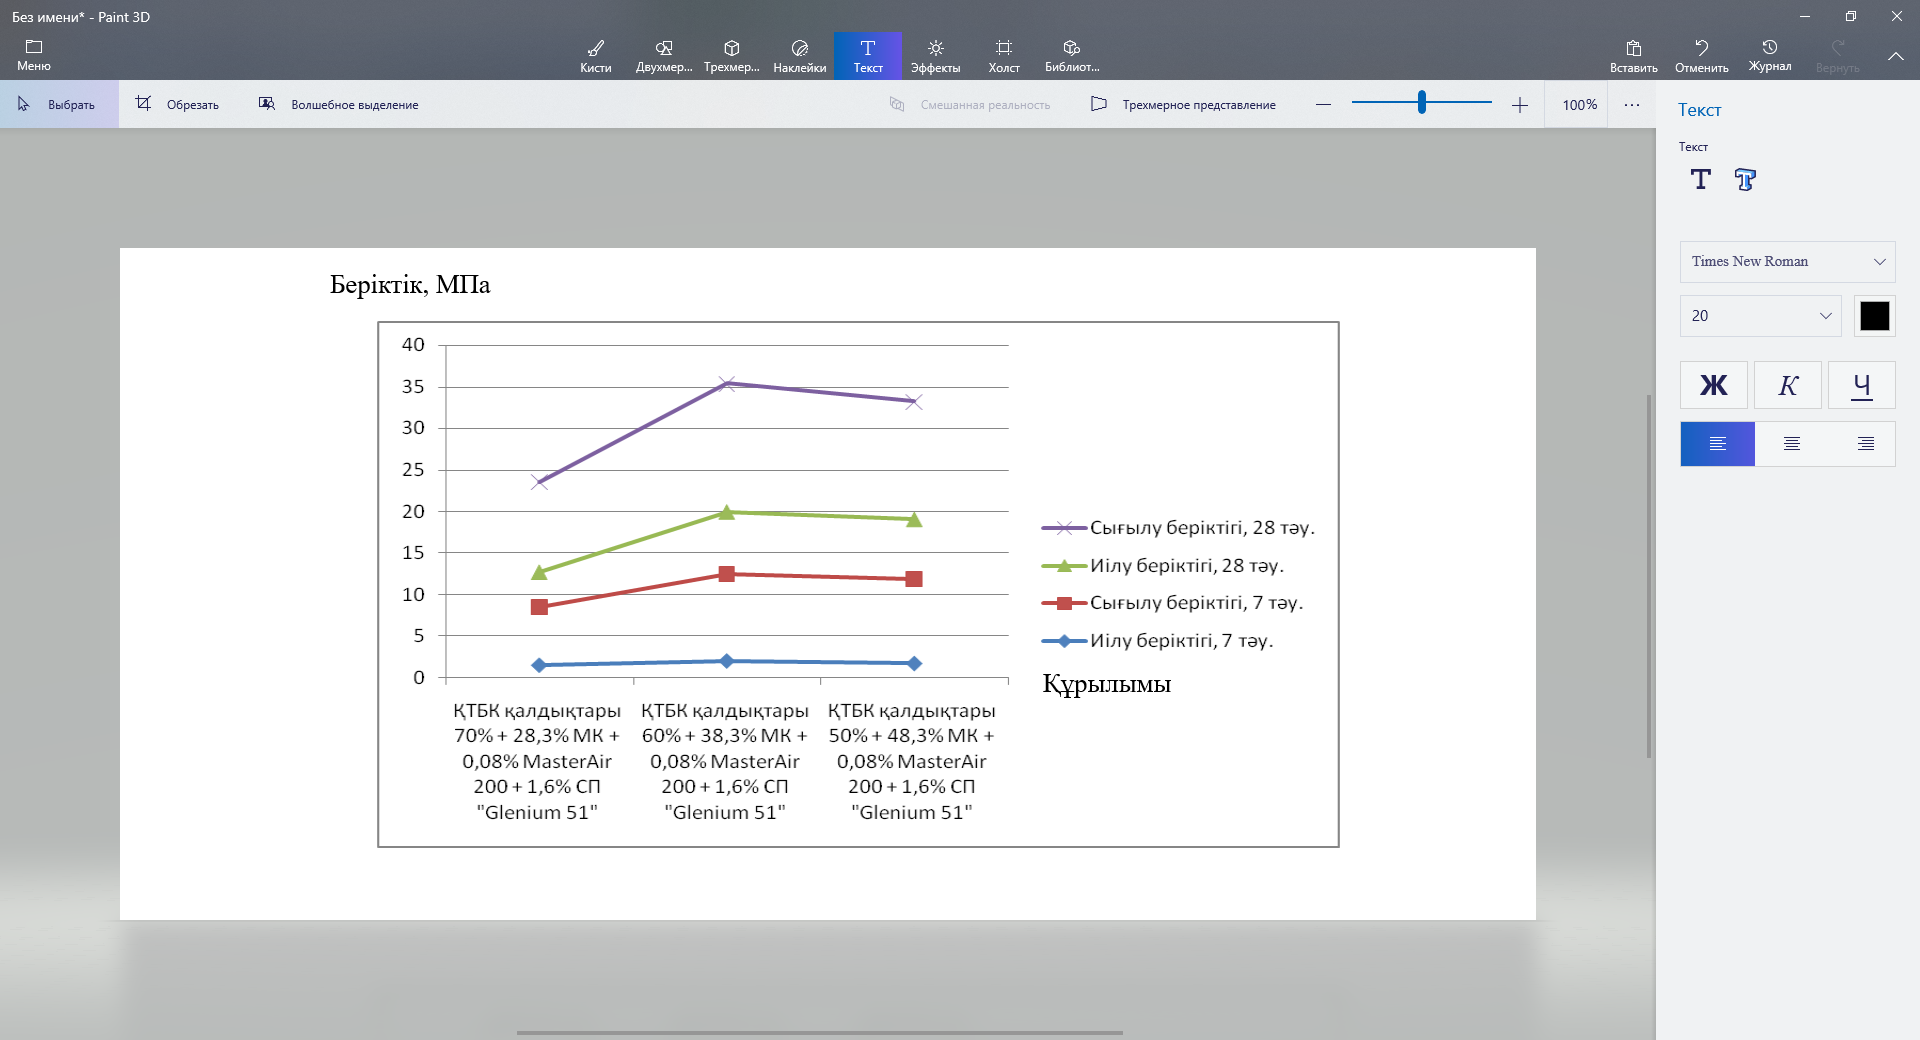 Без имени* - Paint 3D
Меню
Кисти
Двухмер...
Трехмер...
Наклейки
Текст
Эффекты
Холст
Библиот...
Вставить
Отменить
Журнал
Вернуть
Выбрать
Обрезать
Волшебное выделение
Смешанная реальность
Трехмерное представление
100%
Текст
Текст
Times New Roman
20
Ж
К
Ч
Беріктік, МПа
40
35
30
25
20
15
10
5
0
Сығылу беріктігі, 28 тәу.
Иілу беріктігі, 28 тәу.
Сығылу беріктігі, 7 тәу.
Иілу беріктігі, 7 тәу.
Құрылымы
ҚТБК қалдықтары
70% + 28,3% МК +
0,08% MasterAir
200 + 1,6% СП
"Glenium 51"
ҚТБК қалдықтары
60% + 38,3% МК +
0,08% MasterAir
200 + 1,6% СП
"Glenium 51"
ҚТБК қалдықтары
50% + 48,3% МК +
0,08% MasterAir
200 + 1,6% СП
"Glenium 51"